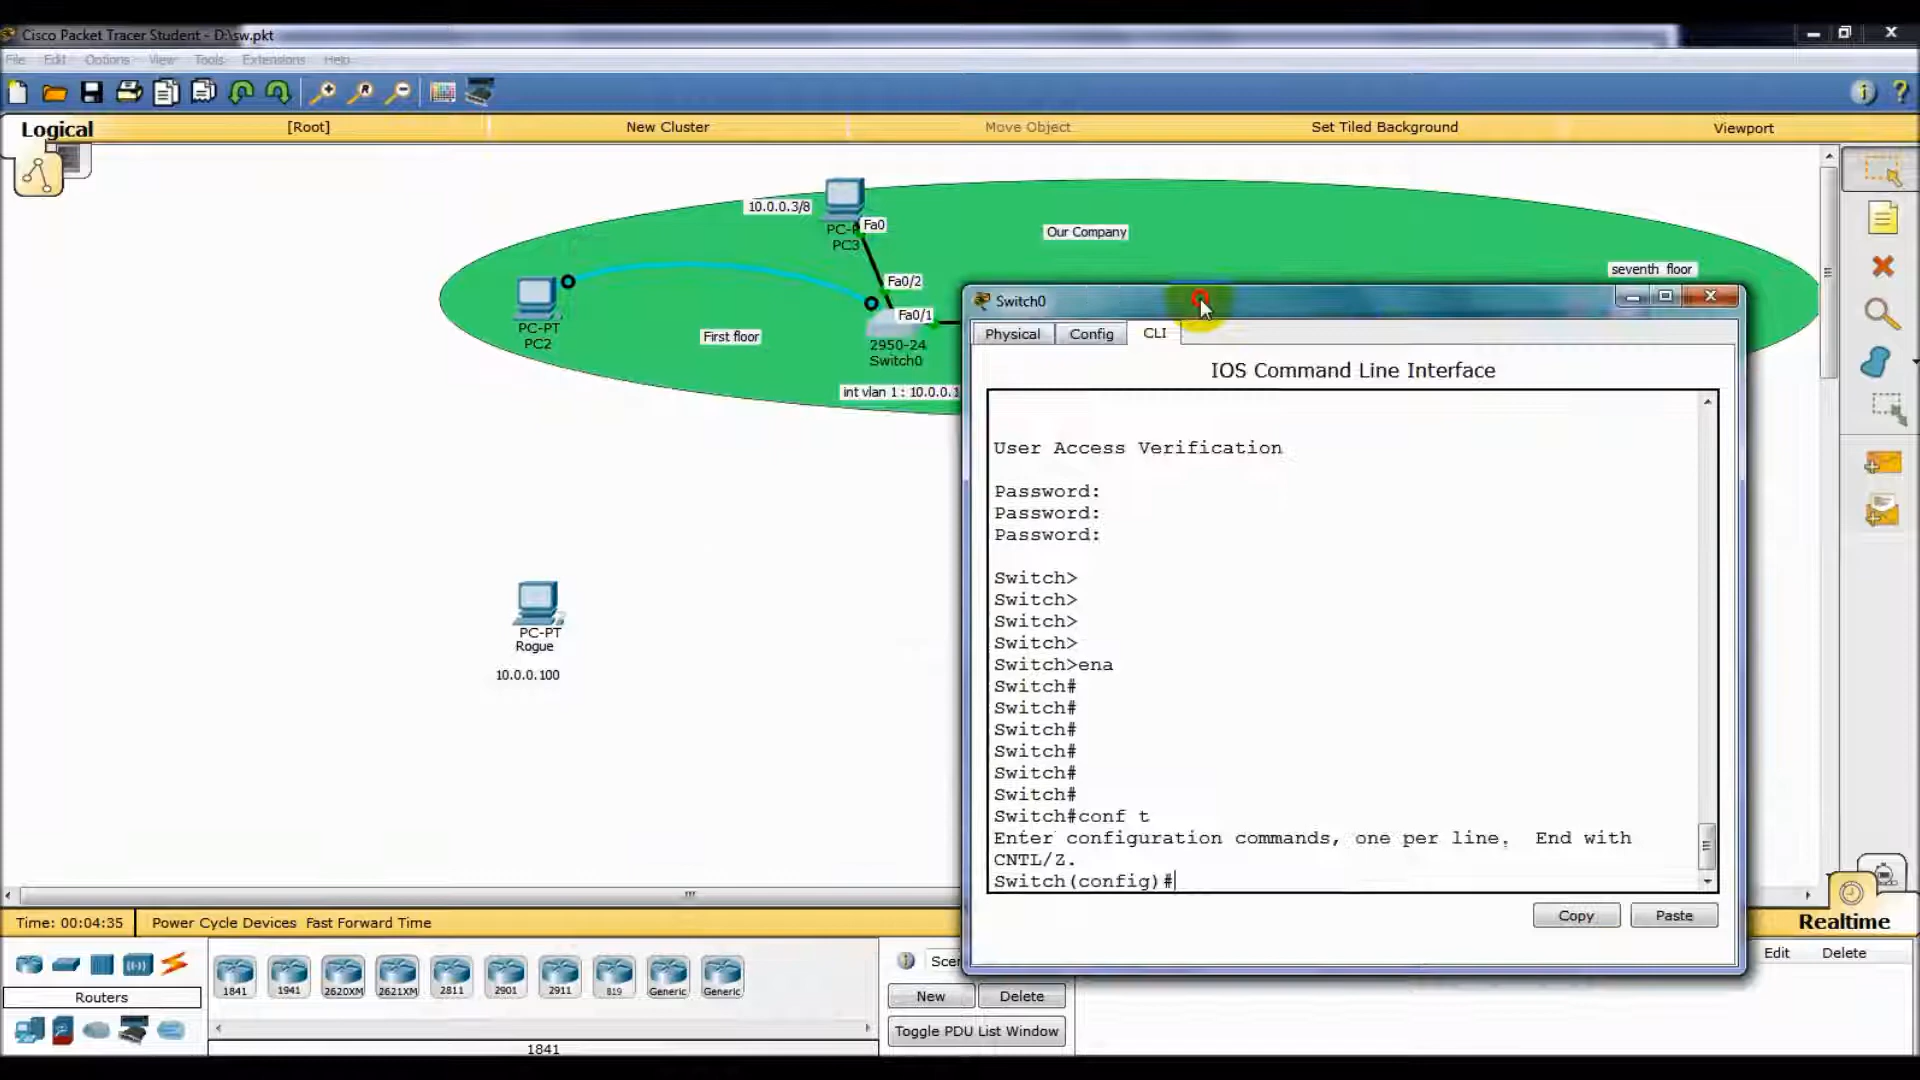 Cisco Packet Tracer Student - D:\sw.pkt
File Edit Options View Tools Extensions Help
Logical
[Root]
New Cluster
Move Object
Set Tiled Background
Viewport
10.0.0.3/8
Fa0
PC3
Our Company
seventh floor
Fa0/2
Fa0/1
PC-PT
PC2
First floor
2950-24
Switch0
int vlan 1 : 10.0.0.1
PC-PT
Rogue
10.0.0.100
Switch0
Physical
Config
CLI
IOS Command Line Interface
User Access Verification
Password:
Password:
Password:
Switch>
Switch>
Switch>
Switch>
Switch>ena
Switch#
Switch#
Switch#
Switch#
Switch#
Switch#
Switch#conf t
Enter configuration commands, one per line.  End with
CNTL/Z.
Switch(config)#
Copy
Paste
Time: 00:04:35
Power Cycle Devices Fast Forward Time
Realtime
Routers
1841
1941
2620XM
2621XM
2811
2901
2911
819
Generic
Generic
1841
New
Delete
Toggle PDU List Window
Edit
Delete